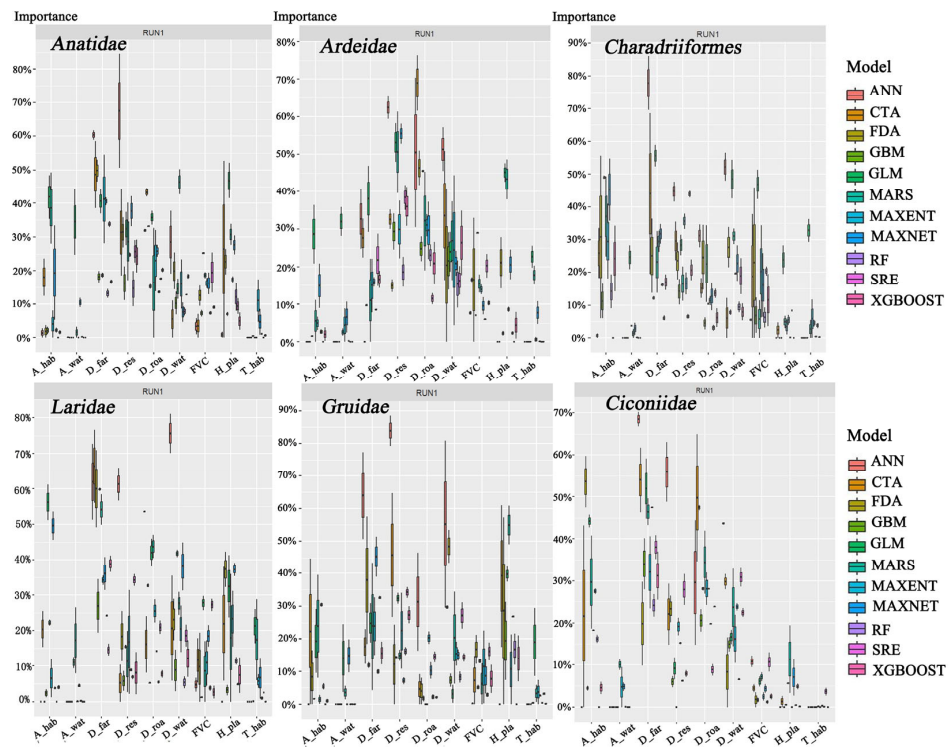 Importance Importance Importance
RUN1 RUN1 RUN1
Anatidae Ardeidae Charadriiformes
90%
80% 80% 80%
70% 70% 70%
60% 60% 60%
50% 50% 50%
40% 40% 40%
30% 30% 30%
20% 20% 20%
10% 10% 10%
0% 0% 0%
A_hab A_wat D_far D_res D_roa D_wat FVC H_pla T_hab
A_hab A_wat D_far D_res D_roa D_wat FVC H_pla T_hab
A_hab A_wat D_far D_res D_roa D_wat FVC H_pla T_hab
Model
ANN
CTA
FDA
GBM
GLM
MARS
MAXENT
MAXNET
RF
SRE
XGBOOST
RUN1 RUN1 RUN1
Laridae Gruidae Ciconiidae
90%
80% 80%
70% 70% 70%
60% 60% 60%
50% 50% 50%
40% 40% 40%
30% 30% 30%
20% 20% 20%
10% 10% 10%
0% 0% 0%
A_hab A_wat D_far D_res D_roa D_wat FVC H_pla T_hab
A_hab A_wat D_far D_res D_roa D_wat FVC H_pla T_hab
A_hab A_wat D_far D_res D_roa D_wat FVC H_pla T_hab
Model
ANN
CTA
FDA
GBM
GLM
MARS
MAXENT
MAXNET
RF
SRE
XGBOOST